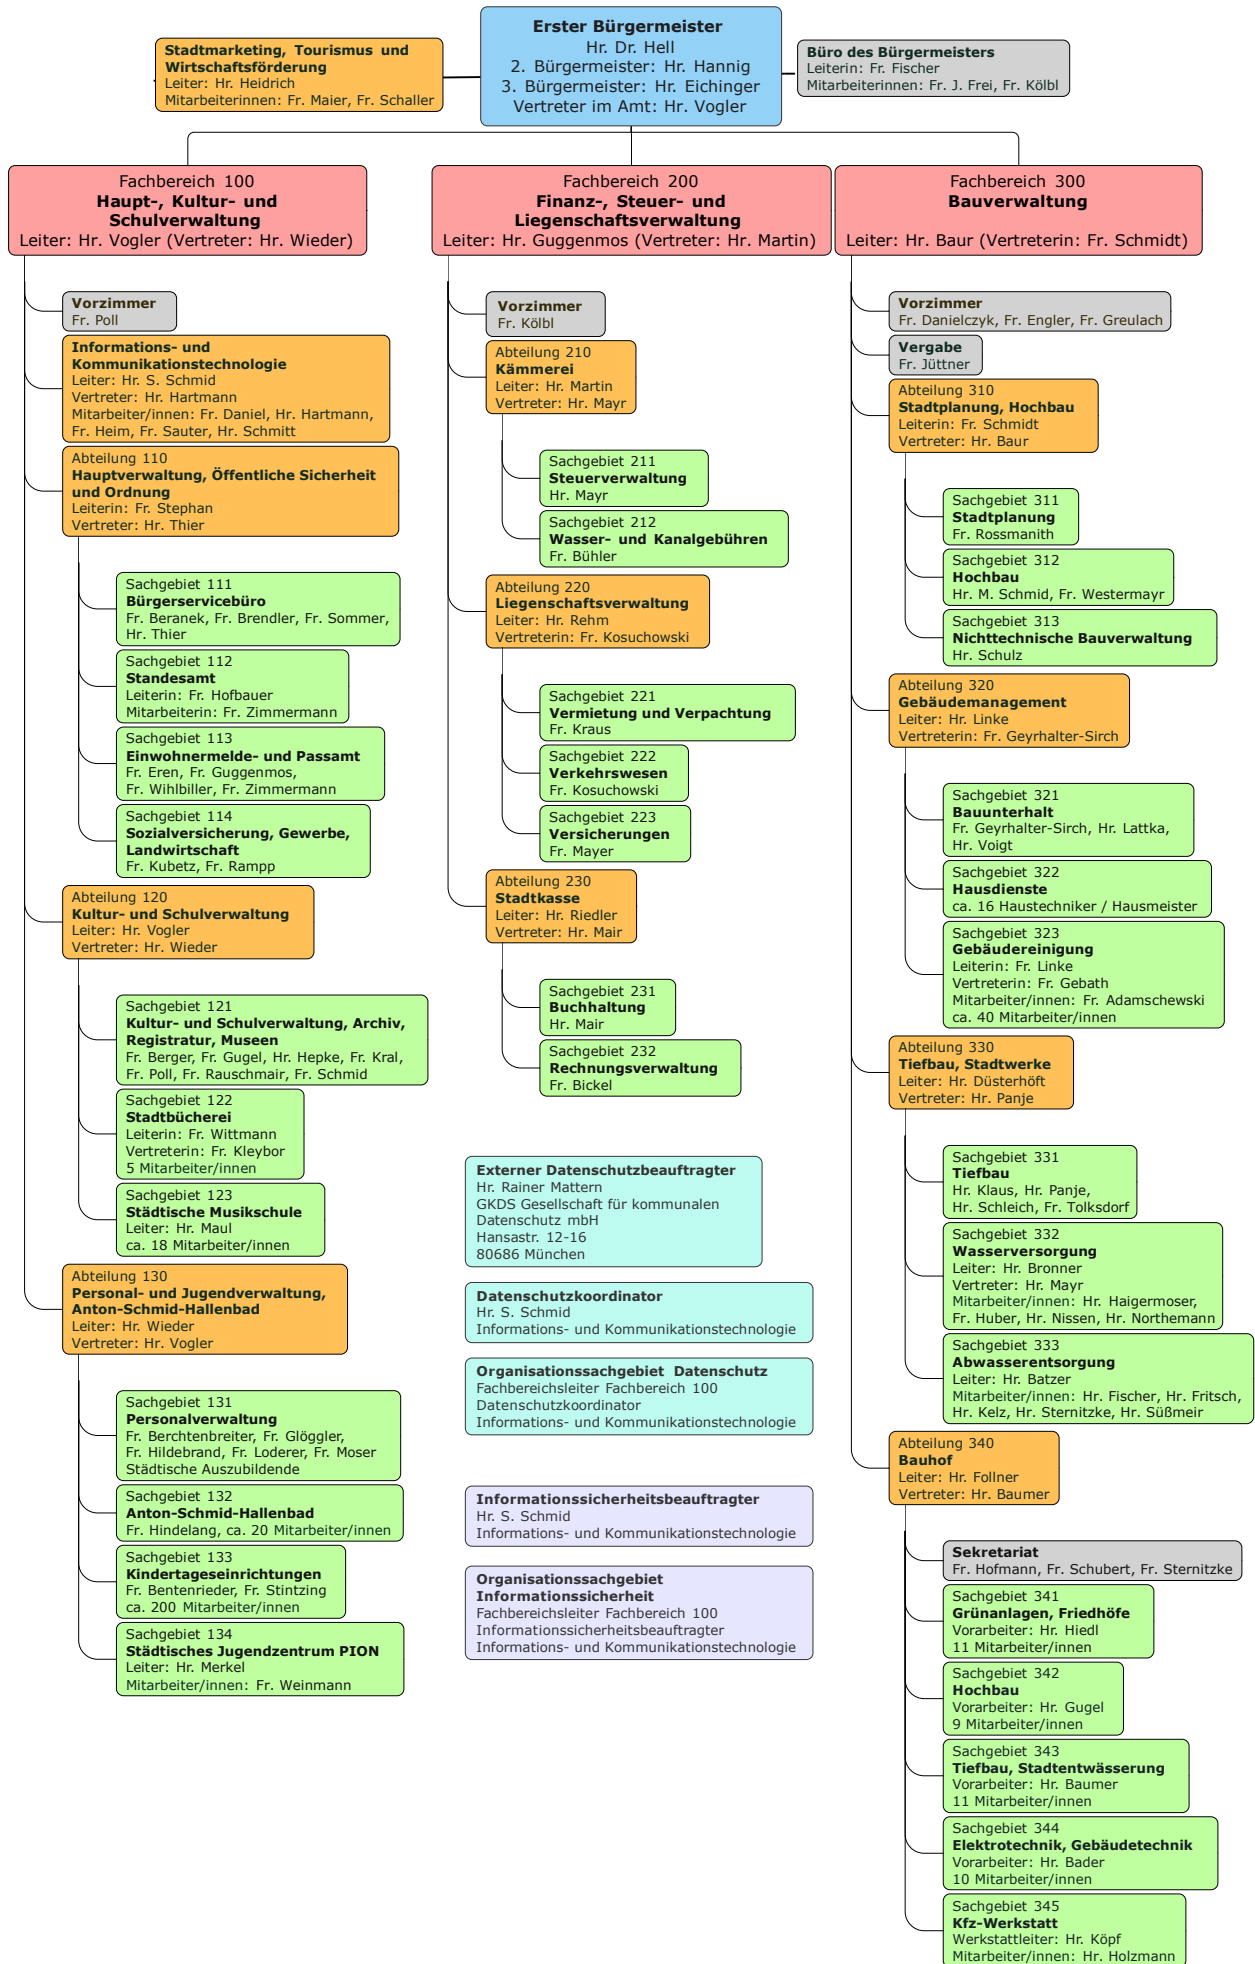 Erster Bürgermeister
Hr. Dr. Hell
2. Bürgermeister: Hr. Hannig
3. Bürgermeister: Hr. Eichinger
Vertreter im Amt: Hr. Vogler
Stadtmarketing, Tourismus und
Wirtschaftsförderung
Leiter: Hr. Heidrich
Mitarbeiterinnen: Fr. Maier, Fr. Schaller
Büro des Bürgermeisters
Leiterin: Fr. Fischer
Mitarbeiterinnen: Fr. J. Frei, Fr. Kölbl
Fachbereich 100
Haupt-, Kultur- und
Schulverwaltung
Leiter: Hr. Vogler (Vertreter: Hr. Wieder)
Vorzimmer
Fr. Poll
Informations- und
Kommunikationstechnologie
Leiter: Hr. S. Schmid
Vertreter: Hr. Hartmann
Mitarbeiter/innen: Fr. Daniel, Hr. Hartmann,
Fr. Heim, Fr. Sauter, Hr. Schmitt
Abteilung 110
Hauptverwaltung, Öffentliche Sicherheit
und Ordnung
Leiterin: Fr. Stephan
Vertreter: Hr. Thier
Sachgebiet 111
Bürgerservicebüro
Fr. Beranek, Fr. Brendler, Fr. Sommer,
Hr. Thier
Sachgebiet 112
Standesamt
Leiterin: Fr. Hofbauer
Mitarbeiterin: Fr. Zimmermann
Sachgebiet 113
Einwohnermelde- und Passamt
Fr. Eren, Fr. Guggenmos,
Fr. Wihlbiller, Fr. Zimmermann
Sachgebiet 114
Sozialversicherung, Gewerbe,
Landwirtschaft
Fr. Kubetz, Fr. Rampp
Abteilung 120
Kultur- und Schulverwaltung
Leiter: Hr. Vogler
Vertreter: Hr. Wieder
Sachgebiet 121
Kultur- und Schulverwaltung, Archiv,
Registratur, Museen
Fr. Berger, Fr. Gugel, Hr. Hepke, Fr. Kral,
Fr. Poll, Fr. Rauschmair, Fr. Schmid
Sachgebiet 122
Stadtbücherei
Leiterin: Fr. Wittmann
Vertreterin: Fr. Kleybor
5 Mitarbeiter/innen
Sachgebiet 123
Städtische Musikschule
Leiter: Hr. Maul
ca. 18 Mitarbeiter/innen
Abteilung 130
Personal- und Jugendverwaltung,
Anton-Schmid-Hallenbad
Leiter: Hr. Wieder
Vertreter: Hr. Vogler
Sachgebiet 131
Personalverwaltung
Fr. Berchtenbreiter, Fr. Glöggler,
Fr. Hildebrand, Fr. Loderer, Fr. Moser
Städtische Auszubildende
Sachgebiet 132
Anton-Schmid-Hallenbad
Fr. Hindelang, ca. 20 Mitarbeiter/innen
Sachgebiet 133
Kindertageseinrichtungen
Fr. Bentenrieder, Fr. Stintzing
ca. 200 Mitarbeiter/innen
Sachgebiet 134
Städtisches Jugendzentrum PION
Leiter: Hr. Merkel
Mitarbeiter/innen: Fr. Weinmann
Fachbereich 200
Finanz-, Steuer- und
Liegenschaftsverwaltung
Leiter: Hr. Guggenmos (Vertreter: Hr. Martin)
Vorzimmer
Fr. Kölbl
Abteilung 210
Kämmerei
Leiter: Hr. Martin
Vertreter: Hr. Mayr
Sachgebiet 211
Steuerverwaltung
Hr. Mayr
Sachgebiet 212
Wasser- und Kanalgebühren
Fr. Bühler
Abteilung 220
Liegenschaftsverwaltung
Leiter: Hr. Rehm
Vertreterin: Fr. Kosuchowski
Sachgebiet 221
Vermietung und Verpachtung
Fr. Kraus
Sachgebiet 222
Verkehrswesen
Fr. Kosuchowski
Sachgebiet 223
Versicherungen
Fr. Mayer
Abteilung 230
Stadtkasse
Leiter: Hr. Riedler
Vertreter: Hr. Mair
Sachgebiet 231
Buchhaltung
Hr. Mair
Sachgebiet 232
Rechnungsverwaltung
Fr. Bickel
Externer Datenschutzbeauftragter
Hr. Rainer Mattern
GKDS Gesellschaft für kommunalen
Datenschutz mbH
Hansastr. 12-16
80686 München
Datenschutzkoordinator
Hr. S. Schmid
Informations- und Kommunikationstechnologie
Organisationssachgebiet Datenschutz
Fachbereichsleiter Fachbereich 100
Datenschutzkoordinator
Informations- und Kommunikationstechnologie
Informationssicherheitsbeauftragter
Hr. S. Schmid
Informations- und Kommunikationstechnologie
Organisationssachgebiet
Informationssicherheit
Fachbereichsleiter Fachbereich 100
Informationssicherheitsbeauftragter
Informations- und Kommunikationstechnologie
Fachbereich 300
Bauverwaltung
Leiter: Hr. Baur (Vertreterin: Fr. Schmidt)
Vorzimmer
Fr. Danielczyk, Fr. Engler, Fr. Greulach
Vergabe
Fr. Jüttner
Abteilung 310
Stadtplanung, Hochbau
Leiterin: Fr. Schmidt
Vertreter: Hr. Baur
Sachgebiet 311
Stadtplanung
Fr. Rossmanith
Sachgebiet 312
Hochbau
Hr. M. Schmid, Fr. Westermayr
Sachgebiet 313
Nichttechnische Bauverwaltung
Hr. Schulz
Abteilung 320
Gebäudemanagement
Leiter: Hr. Linke
Vertreterin: Fr. Geyrhalter-Sirch
Sachgebiet 321
Bauunterhalt
Fr. Geyrhalter-Sirch, Hr. Lattka,
Hr. Voigt
Sachgebiet 322
Hausdienste
ca. 16 Haustechniker / Hausmeister
Sachgebiet 323
Gebäudereinigung
Leiterin: Fr. Linke
Vertreterin: Fr. Gebath
Mitarbeiter/innen: Fr. Adamschewski
ca. 40 Mitarbeiter/innen
Abteilung 330
Tiefbau, Stadtwerke
Leiter: Hr. Düsterhöft
Vertreter: Hr. Panje
Sachgebiet 331
Tiefbau
Hr. Klaus, Hr. Panje,
Hr. Schleich, Fr. Tolksdorf
Sachgebiet 332
Wasserversorgung
Leiter: Hr. Bronner
Vertreter: Hr. Mayr
Mitarbeiter/innen: Hr. Haigermoser,
Fr. Huber, Hr. Nissen, Hr. Northemann
Sachgebiet 333
Abwasserentsorgung
Leiter: Hr. Batzer
Mitarbeiter/innen: Hr. Fischer, Hr. Fritsch,
Hr. Kelz, Hr. Sternitzke, Hr. Süßmeir
Abteilung 340
Bauhof
Leiter: Hr. Follner
Vertreter: Hr. Baumer
Sekretariat
Fr. Hofmann, Fr. Schubert, Fr. Sternitzke
Sachgebiet 341
Grünanlagen, Friedhöfe
Vorarbeiter: Hr. Hiedl
11 Mitarbeiter/innen
Sachgebiet 342
Hochbau
Vorarbeiter: Hr. Gugel
9 Mitarbeiter/innen
Sachgebiet 343
Tiefbau, Stadtentwässerung
Vorarbeiter: Hr. Baumer
11 Mitarbeiter/innen
Sachgebiet 344
Elektrotechnik, Gebäudetechnik
Vorarbeiter: Hr. Bader
10 Mitarbeiter/innen
Sachgebiet 345
Kfz-Werkstatt
Werkstattleiter: Hr. Köpf
Mitarbeiter/innen: Hr. Holzmann